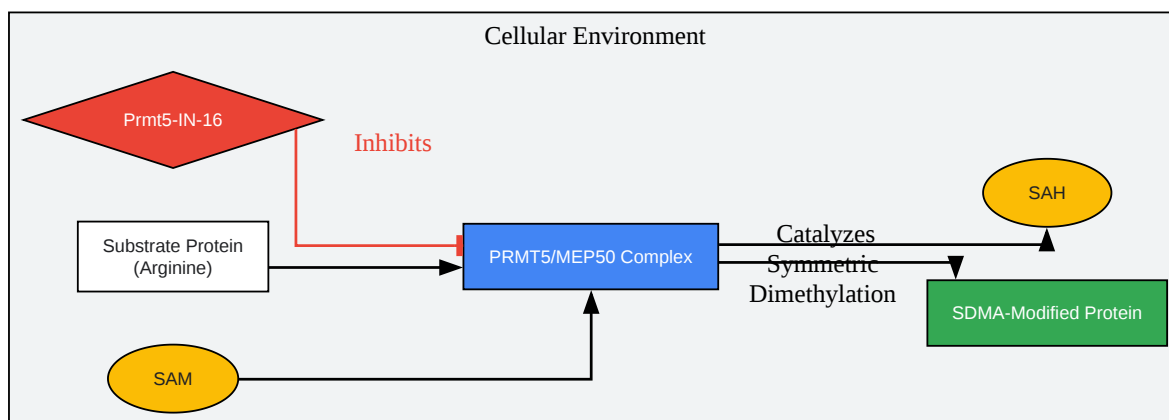 Cellular Environment
Prmt5-IN-16
Inhibits
SAH
Substrate Protein
(Arginine)
PRMT5/MEP50 Complex
Catalyzes
Symmetric
Dimethylation
SDMA-Modified Protein
SAM